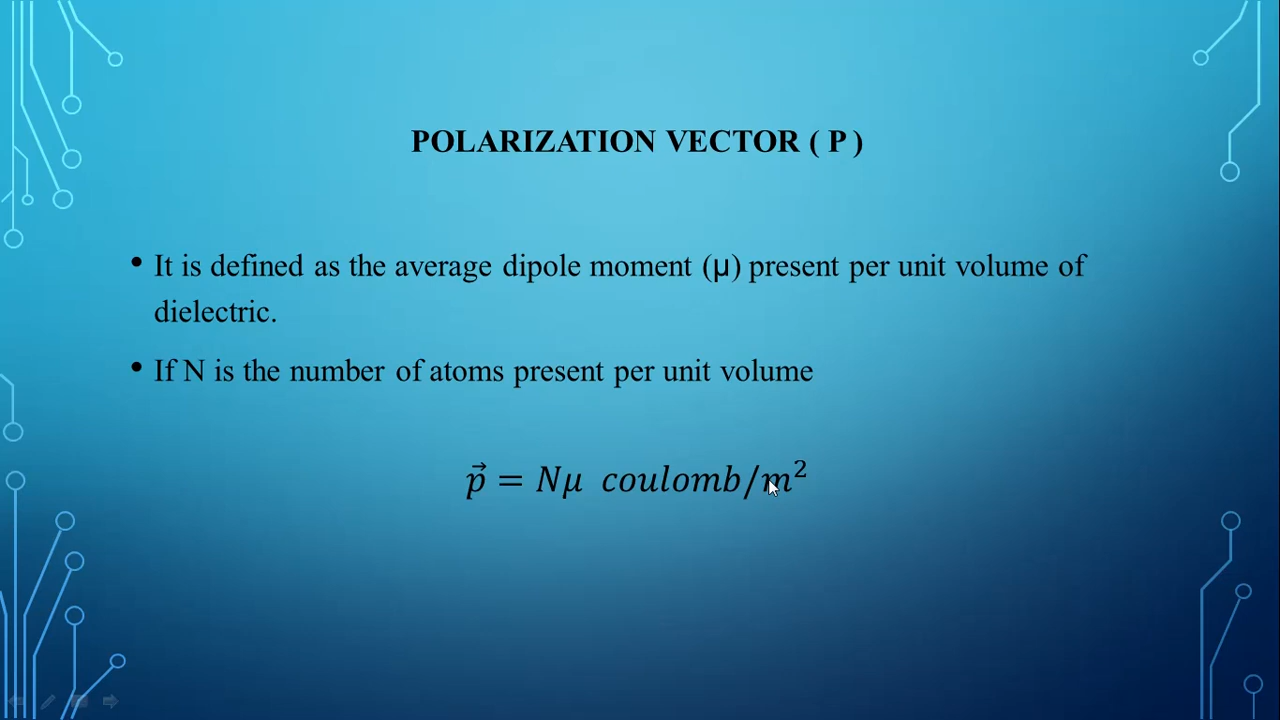 POLARIZATION VECTOR ( P )
• It is defined as the average dipole moment (μ) present per unit volume of
dielectric.
• If N is the number of atoms present per unit volume
p⃗ = Nμ coulomb/m²